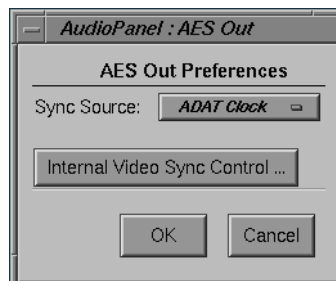 AudioPanel : AES Out
AES Out Preferences
Sync Source: ADAT Clock
Internal Video Sync Control ...
OK Cancel